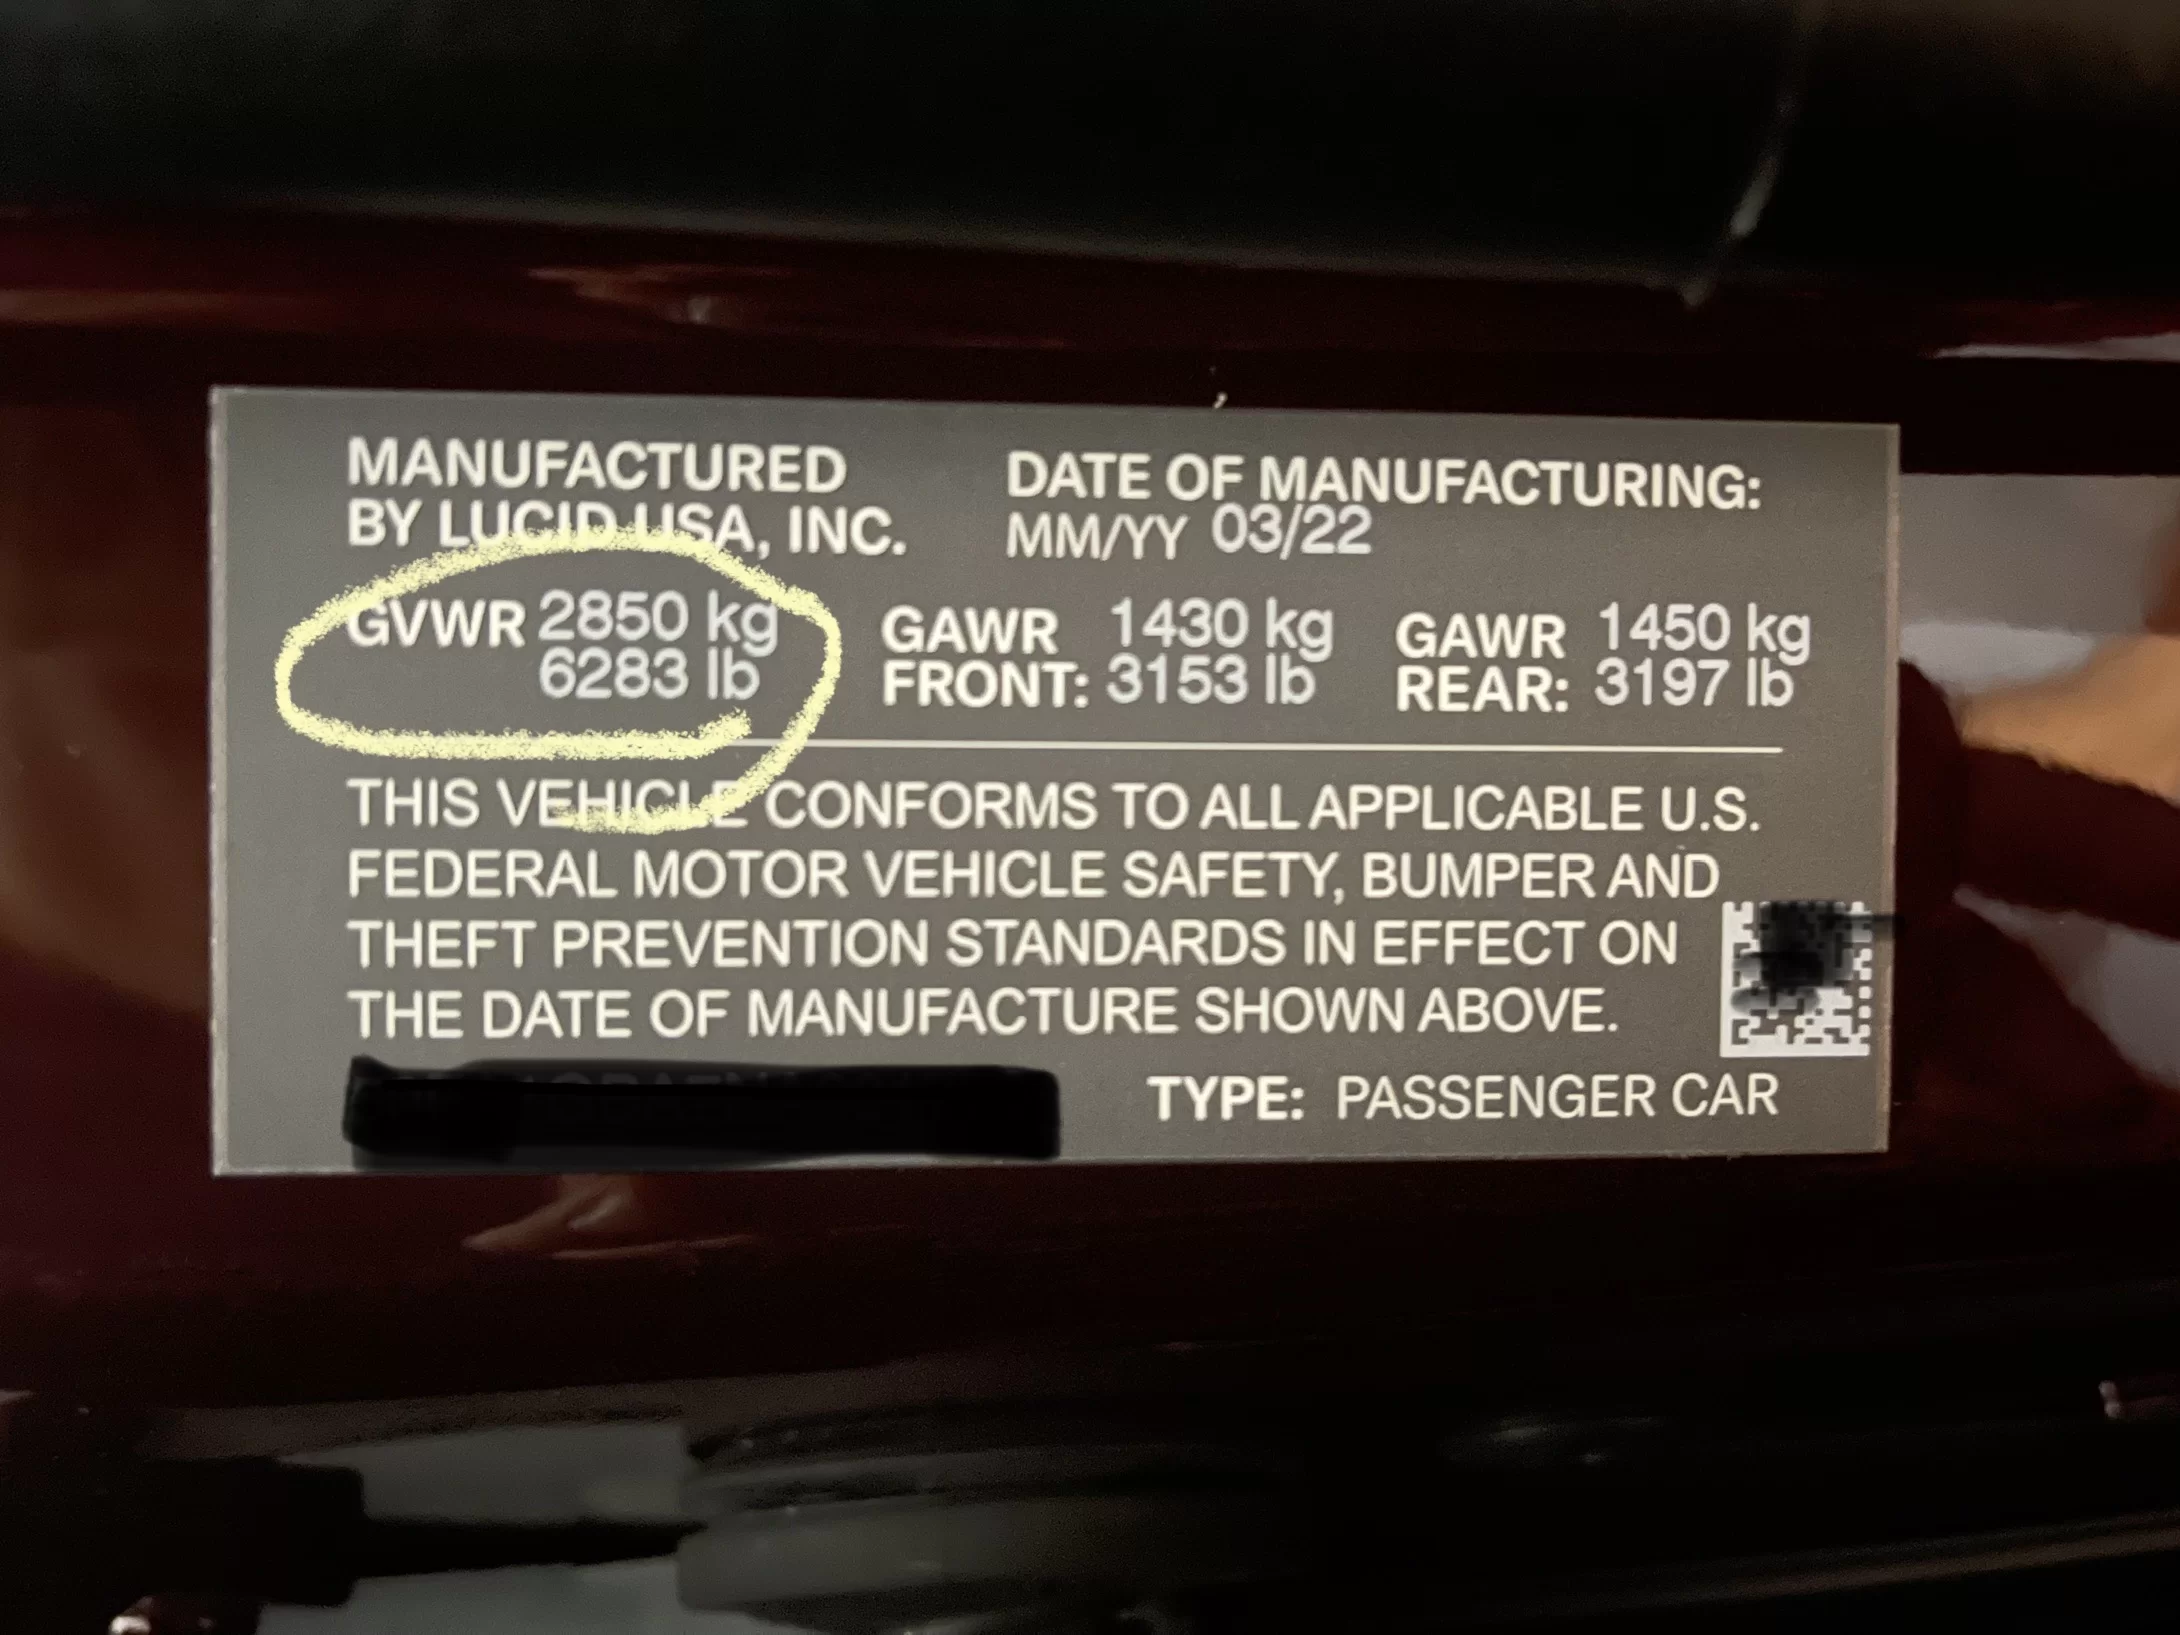 MANUFACTURED
BY LUCID USA, INC.
DATE OF MANUFACTURING:
MM/YY 03/22
GVWR 2850 kg
6283 lb
GAWR 1430 kg
FRONT: 3153 lb
GAWR 1450 kg
REAR: 3197 lb
THIS VEHICLE CONFORMS TO ALL APPLICABLE U.S.
FEDERAL MOTOR VEHICLE SAFETY, BUMPER AND
THEFT PREVENTION STANDARDS IN EFFECT ON
THE DATE OF MANUFACTURE SHOWN ABOVE.
TYPE: PASSENGER CAR